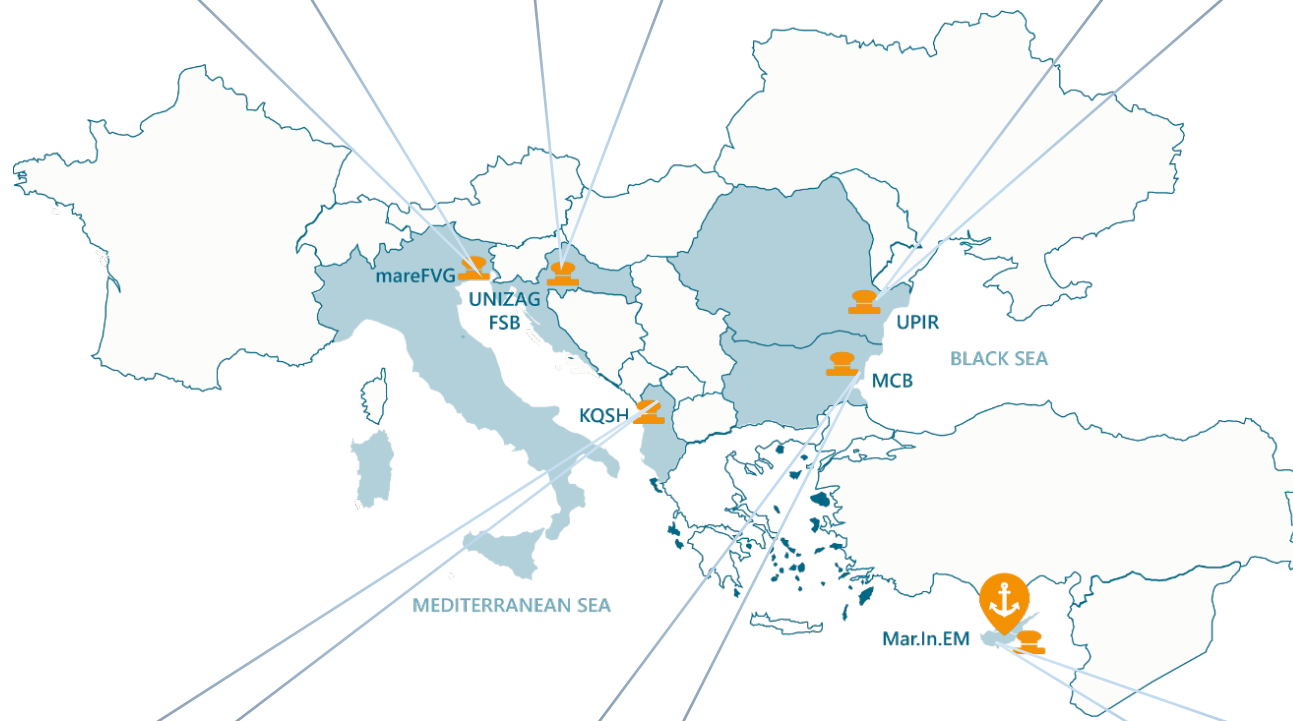 mareFVG
UNIZAG
FSB
UPIR
BLACK SEA
MCB
KQSH
MEDITERRANEAN SEA
Mar.In.EM